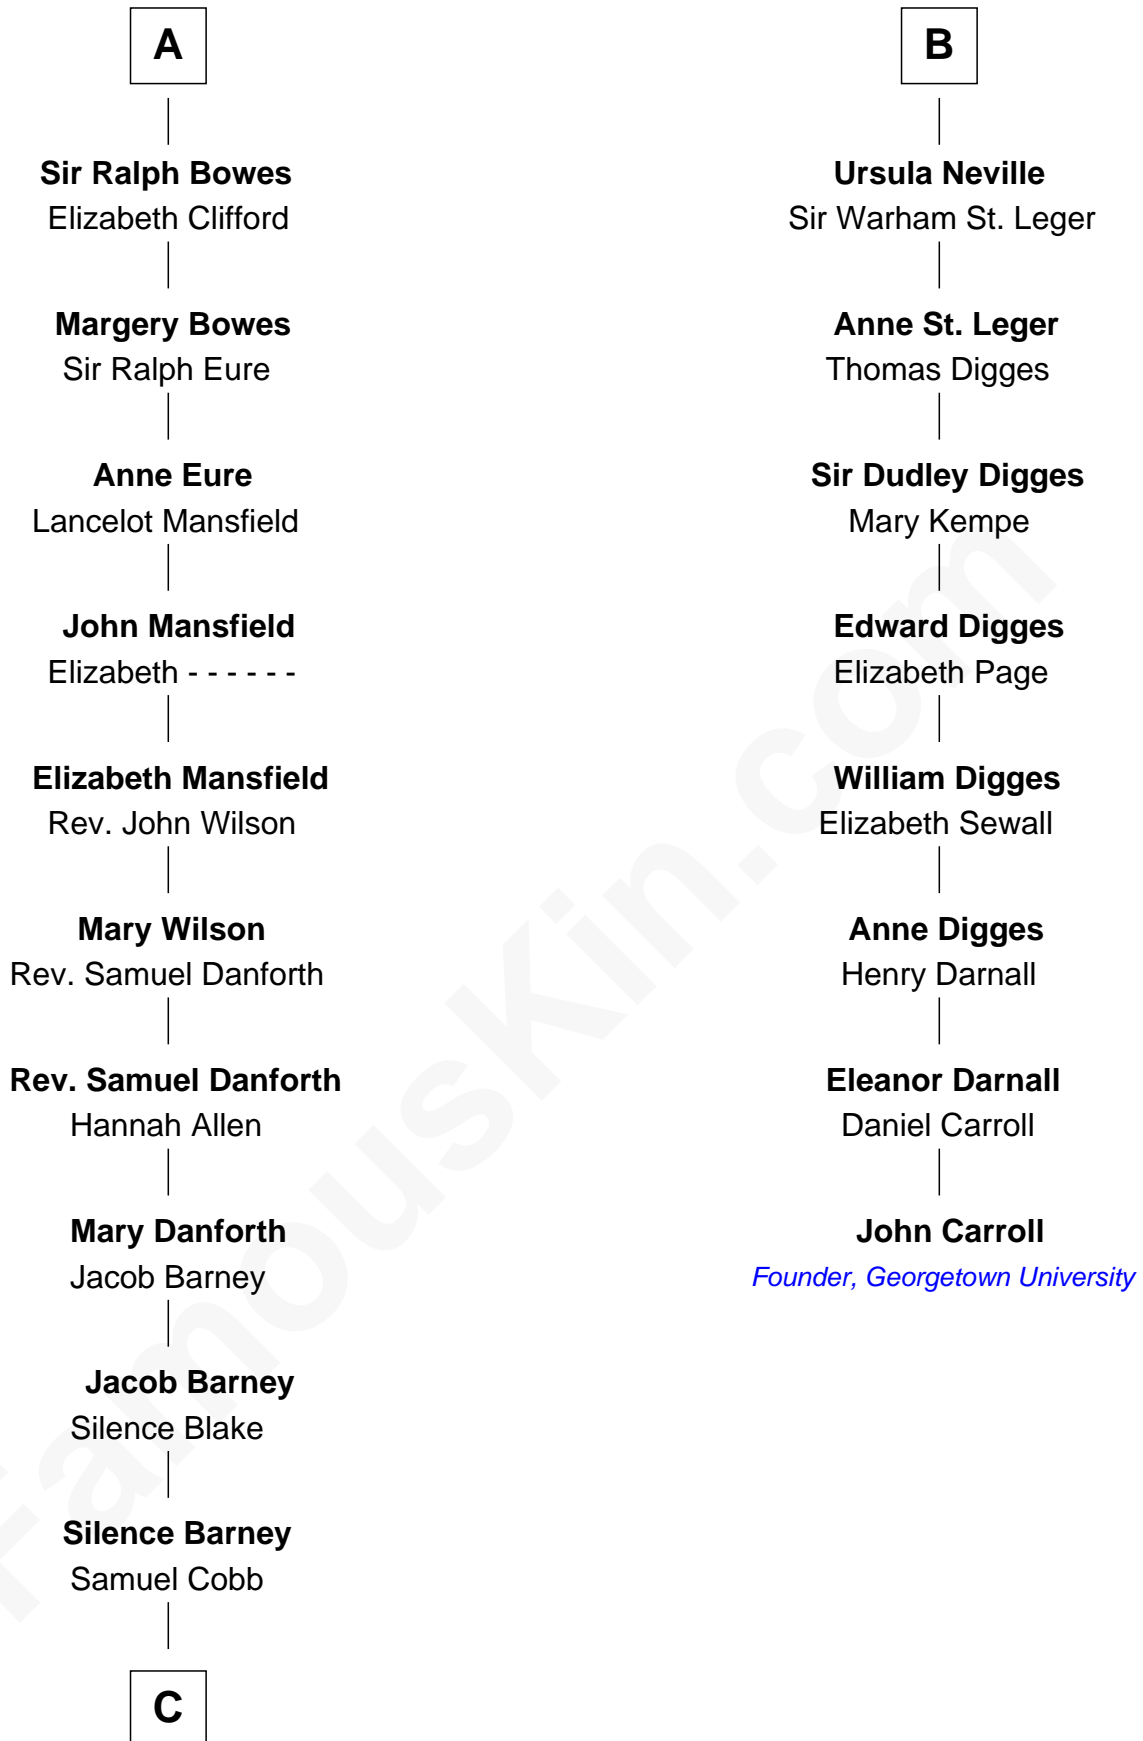 A
Sir Ralph Bowes
Elizabeth Clifford
Margery Bowes
Sir Ralph Eure
Anne Eure
Lancelot Mansfield
John Mansfield
Elizabeth - - - - - -
Elizabeth Mansfield
Rev. John Wilson
Mary Wilson
Rev. Samuel Danforth
Rev. Samuel Danforth
Hannah Allen
Mary Danforth
Jacob Barney
Jacob Barney
Silence Blake
Silence Barney
Samuel Cobb
C
B
Ursula Neville
Sir Warham St. Leger
Anne St. Leger
Thomas Digges
Sir Dudley Digges
Mary Kempe
Edward Digges
Elizabeth Page
William Digges
Elizabeth Sewall
Anne Digges
Henry Darnall
Eleanor Darnall
Daniel Carroll
John Carroll
Founder, Georgetown University
FamousKin.com